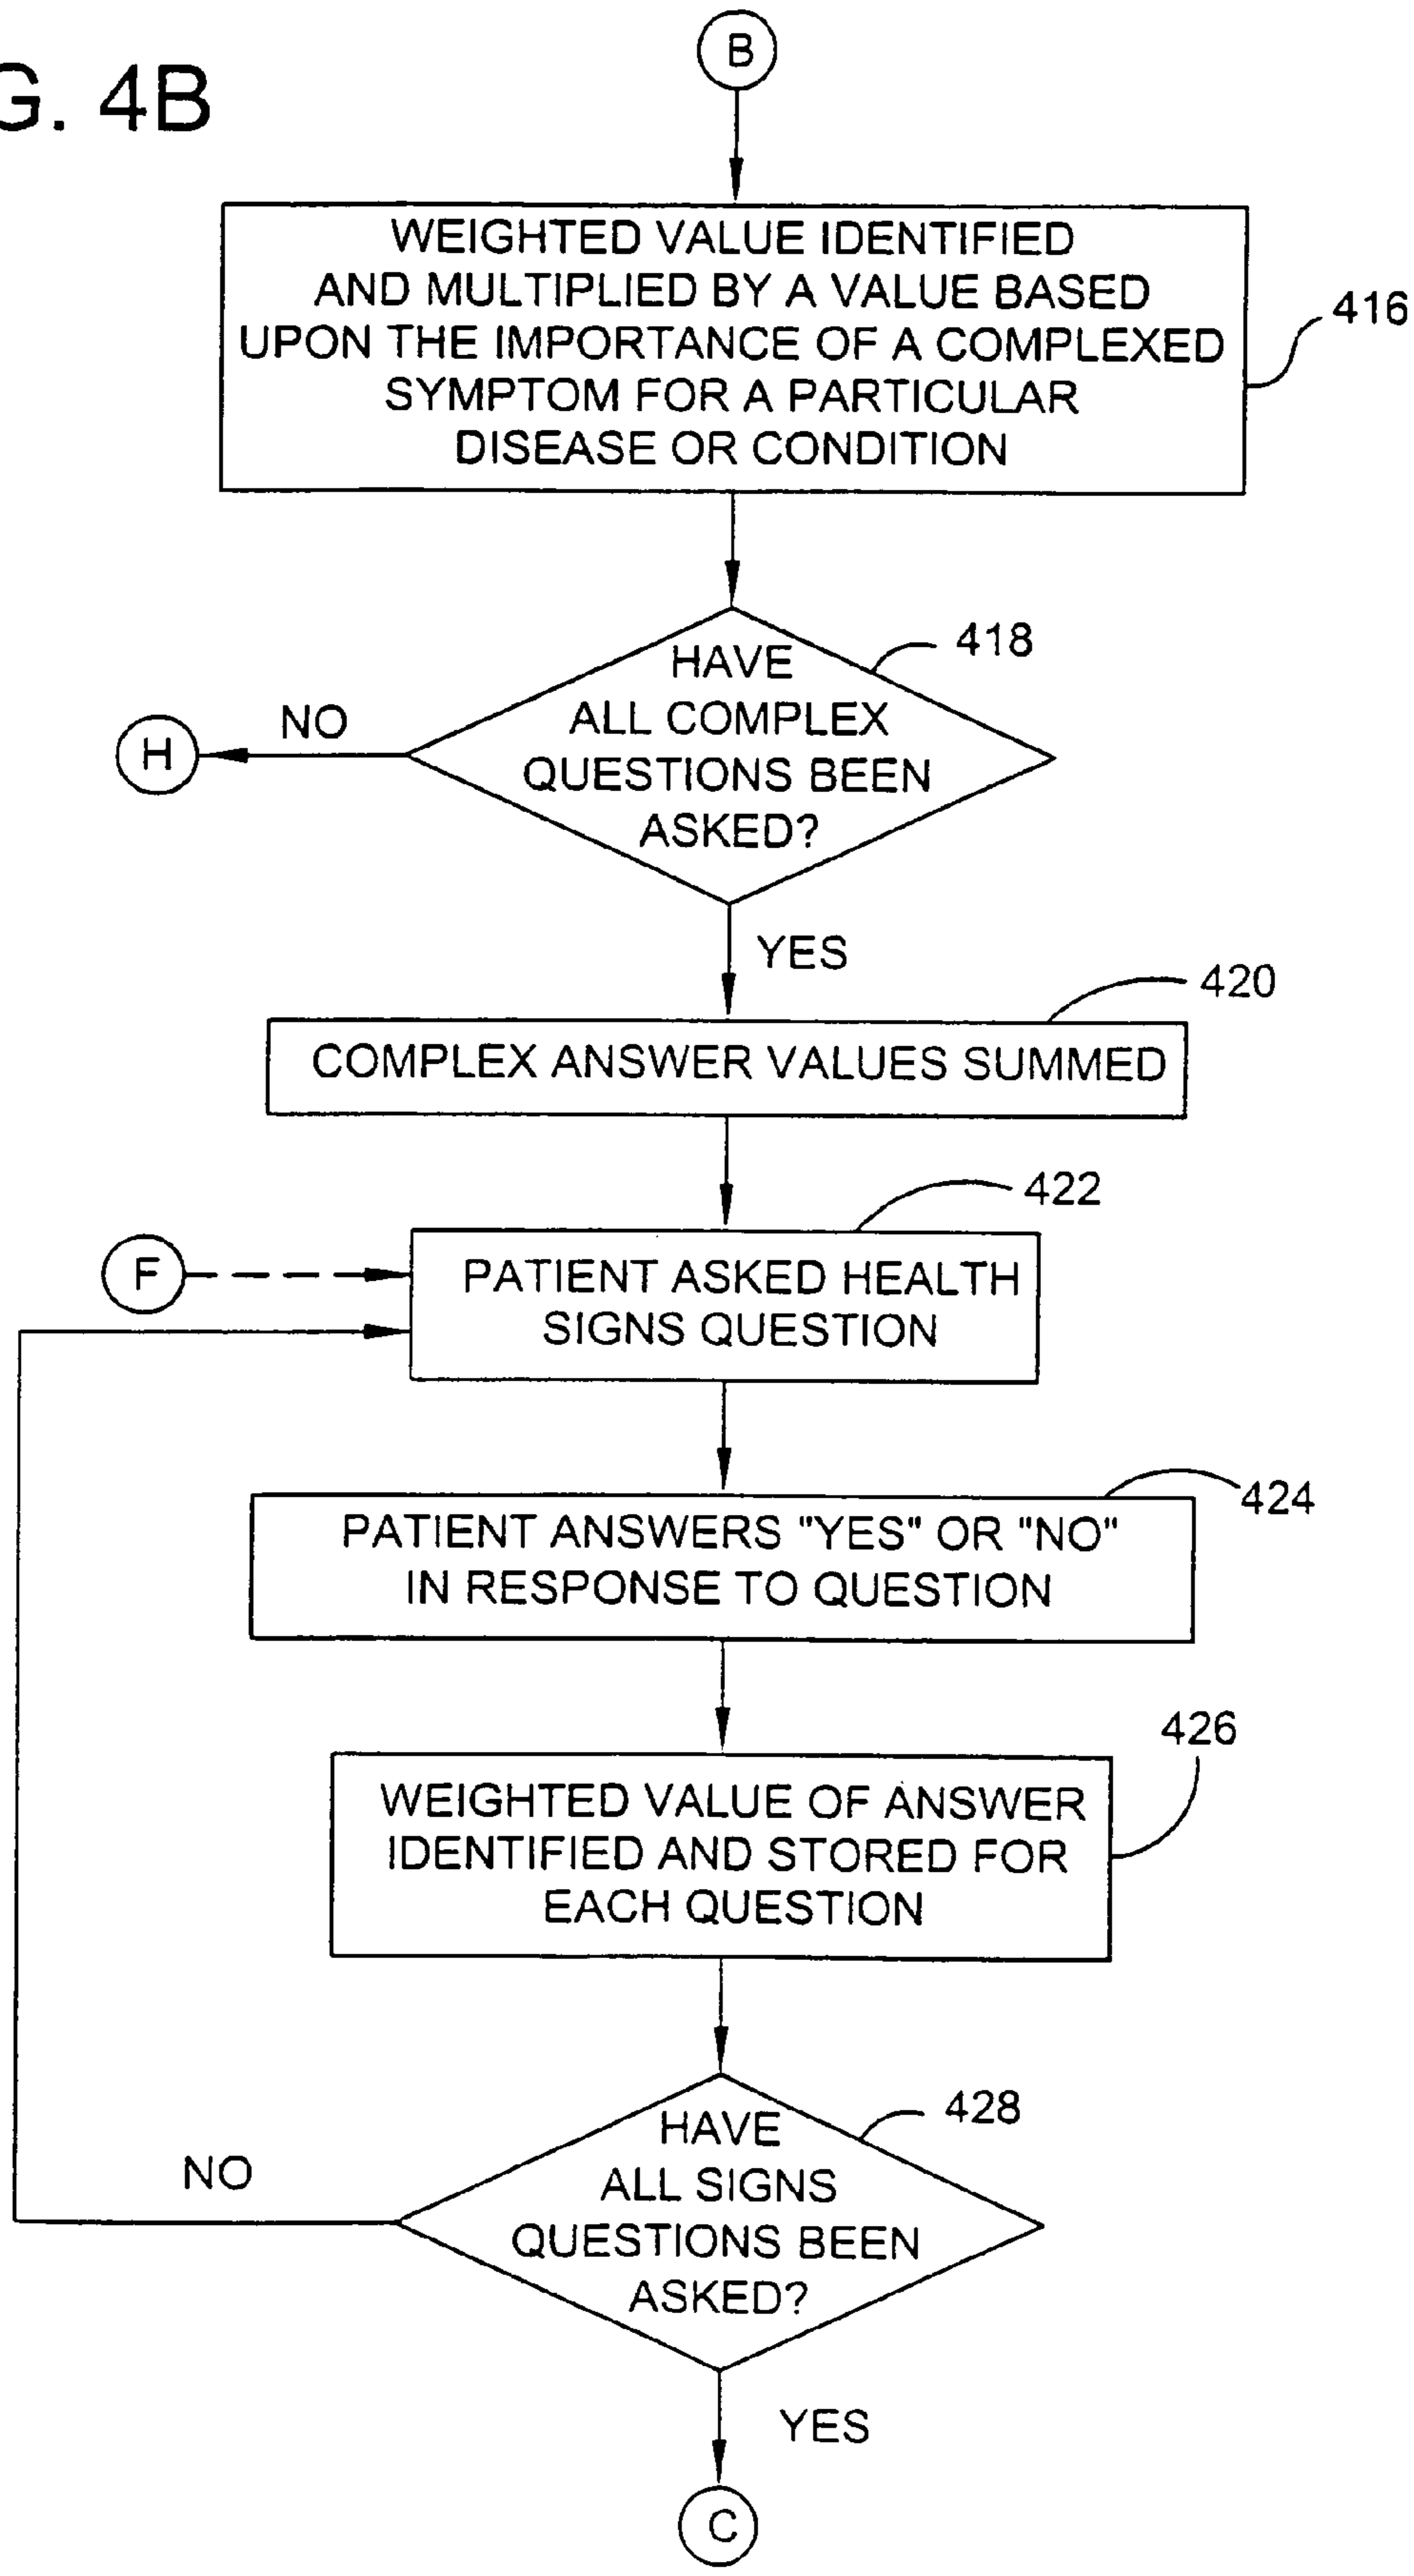 G. 4B
B
WEIGHTED VALUE IDENTIFIED
AND MULTIPLIED BY A VALUE BASED
UPON THE IMPORTANCE OF A COMPLEXED
SYMPTOM FOR A PARTICULAR
DISEASE OR CONDITION
416
HAVE
ALL COMPLEX
QUESTIONS BEEN
ASKED?
418
NO
H
YES
420
COMPLEX ANSWER VALUES SUMMED
422
F
PATIENT ASKED HEALTH
SIGNS QUESTION
424
PATIENT ANSWERS "YES" OR "NO"
IN RESPONSE TO QUESTION
426
WEIGHTED VALUE OF ANSWER
IDENTIFIED AND STORED FOR
EACH QUESTION
428
HAVE
ALL SIGNS
QUESTIONS BEEN
ASKED?
NO
YES
C